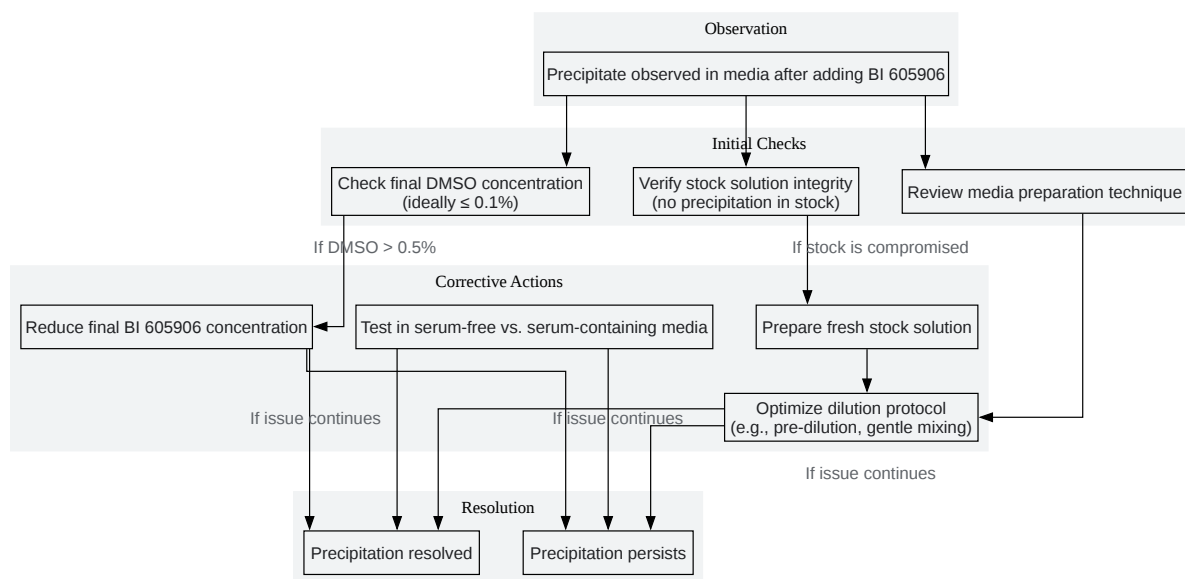 Observation
Precipitate observed in media after adding BI 605906
Initial Checks
Check final DMSO concentration
(ideally ≤ 0.1%)
Verify stock solution integrity
(no precipitation in stock)
Review media preparation technique
If DMSO > 0.5%
If stock is compromised
Corrective Actions
Reduce final BI 605906 concentration
Test in serum-free vs. serum-containing media
Prepare fresh stock solution
Optimize dilution protocol
(e.g., pre-dilution, gentle mixing)
If issue continues
If issue continues
If issue continues
Resolution
Precipitation resolved
Precipitation persists